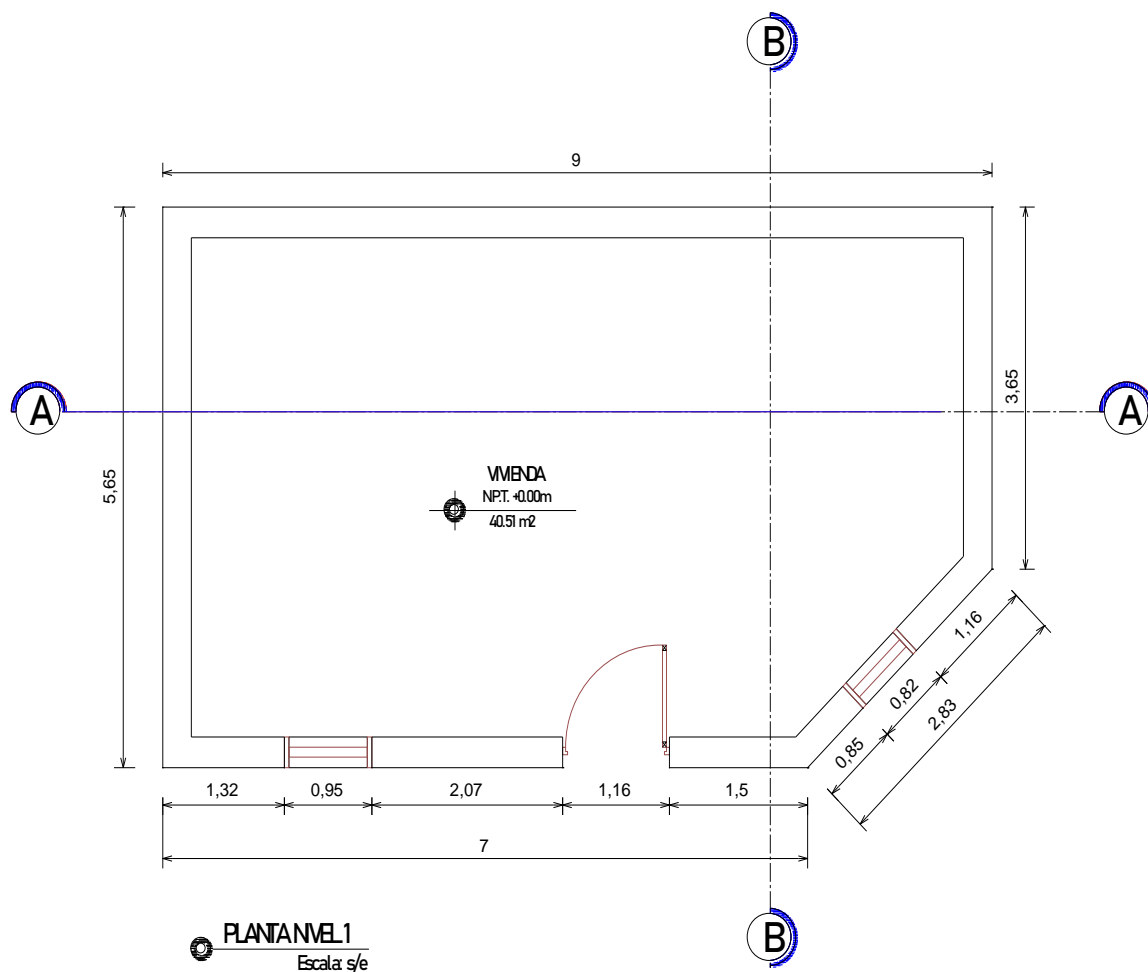 B
9
5,65
3,65
A
A
VIVIENDA
N.P.T. +0.00m
40.51 m2
1,16
0,82
2,83
0,85
1,32
0,95
2,07
1,16
1,5
7
B
PLANTA NIVEL 1
Escala: s/e